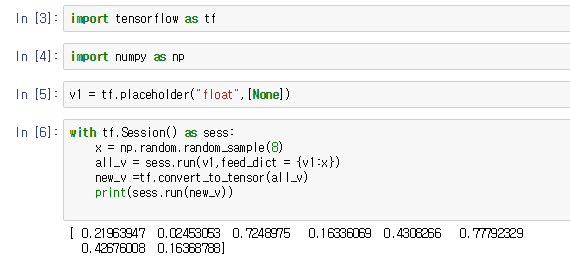 In [3]: import tensorflow as tf
In [4]: import numpy as np
In [5]: v1 = tf.placeholder("float",[None])
In [6]: with tf.Session() as sess:
x = np.random.random_sample(8)
all_v = sess.run(v1,feed_dict = {v1:x})
new_v =tf.convert_to_tensor(all_v)
print(sess.run(new_v))
[ 0.21963947 0.02453053 0.7248975 0.16336069 0.4308266 0.77792329
0.42676008 0.16368788]